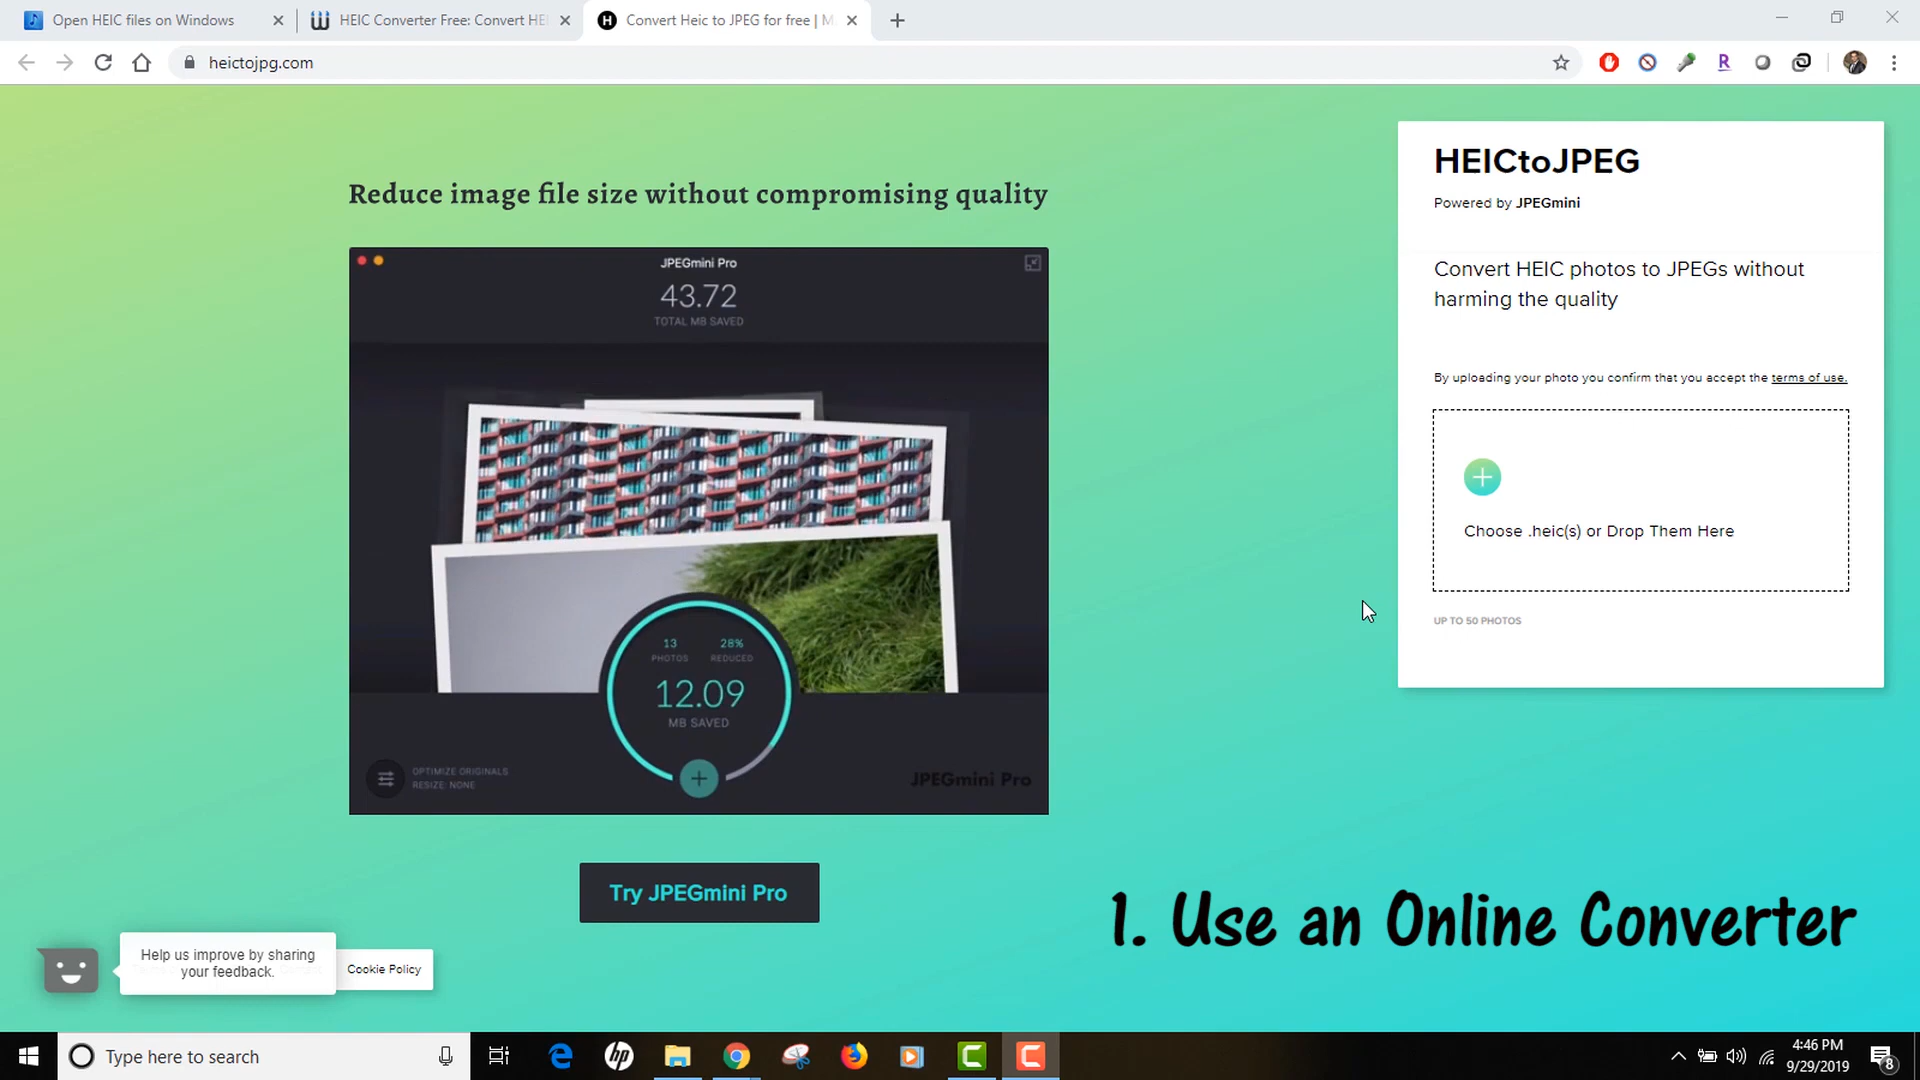 Open HEIC files on Windows
HEIC Converter Free: Convert HEI
Convert Heic to JPEG for free | M
heictojpg.com
R
Reduce image file size without compromising quality
JPEGmini Pro
43.72
TOTAL MB SAVED
13
PHOTOS
28%
REDUCED
12.09
MB SAVED
OPTIMIZE ORIGINALS
RESIZE: NONE
JPEGmini Pro
Try JPEGmini Pro
HEICtoJPEG
Powered by JPEGmini
Convert HEIC photos to JPEGs without
harming the quality
By uploading your photo you confirm that you accept the terms of use.
Choose .heic(s) or Drop Them Here
UP TO 50 PHOTOS
1. Use an Online Converter
Help us improve by sharing
your feedback.
Cookie Policy
Type here to search
4:46 PM
9/29/2019
8